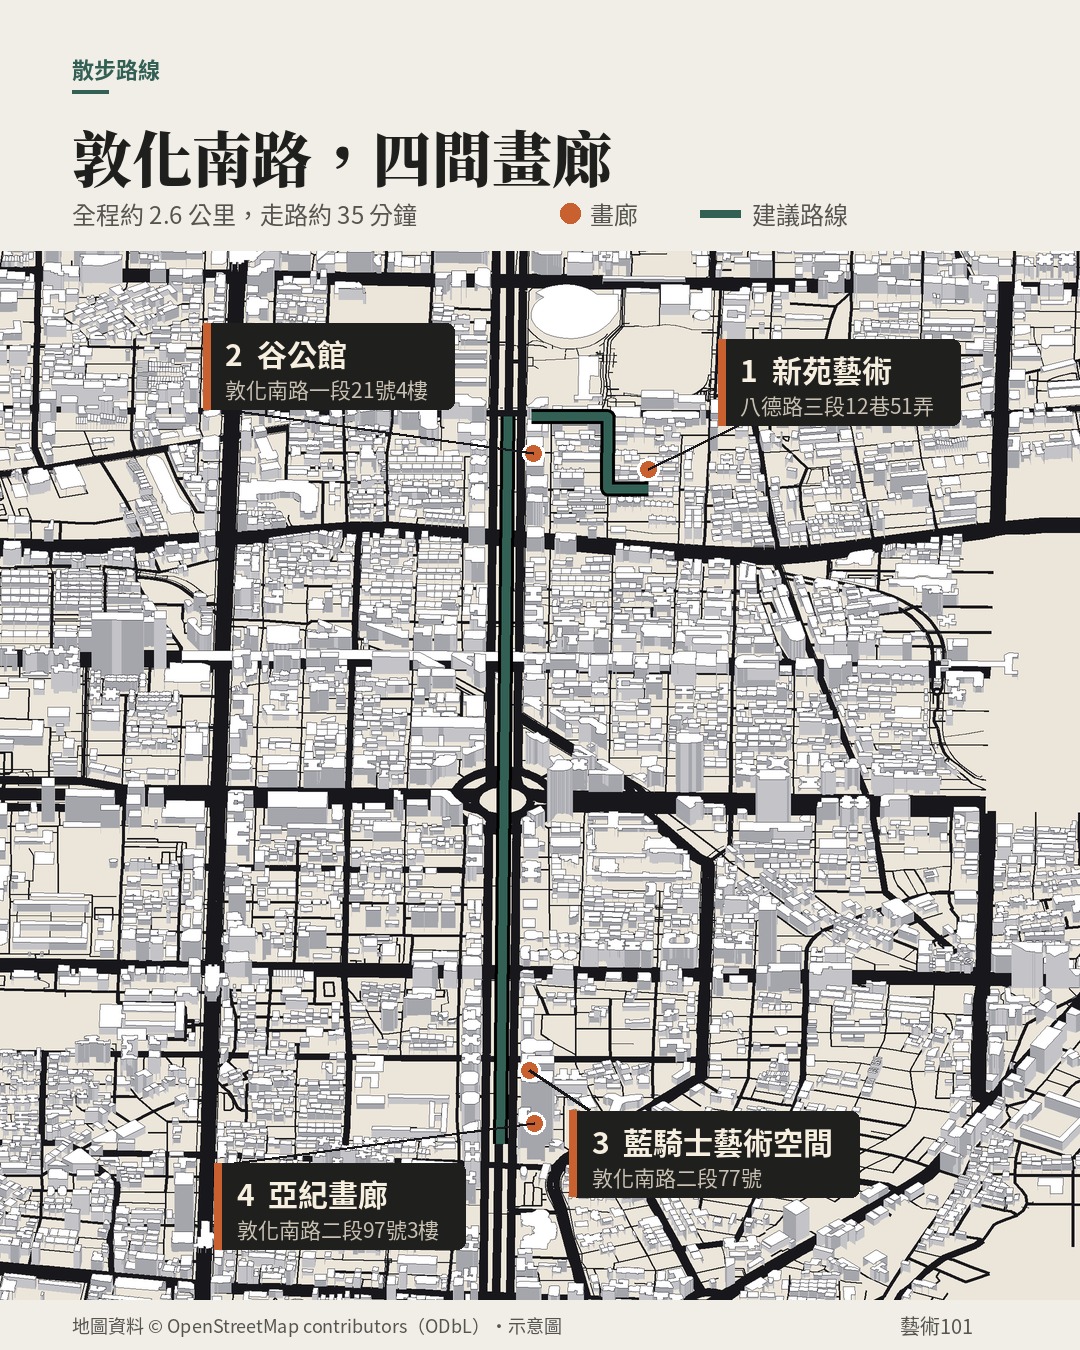 散步路線
敦化南路，四間畫廊
全程約 2.6 公里，走路約 35 分鐘
畫廊
建議路線
2 谷公館
敦化南路一段21號4樓
1 新苑藝術
八德路三段12巷51弄
3 藍騎士藝術空間
敦化南路二段77號
4 亞紀畫廊
敦化南路二段97號3樓
地圖資料 © OpenStreetMap contributors（ODbL）・示意圖
藝術101